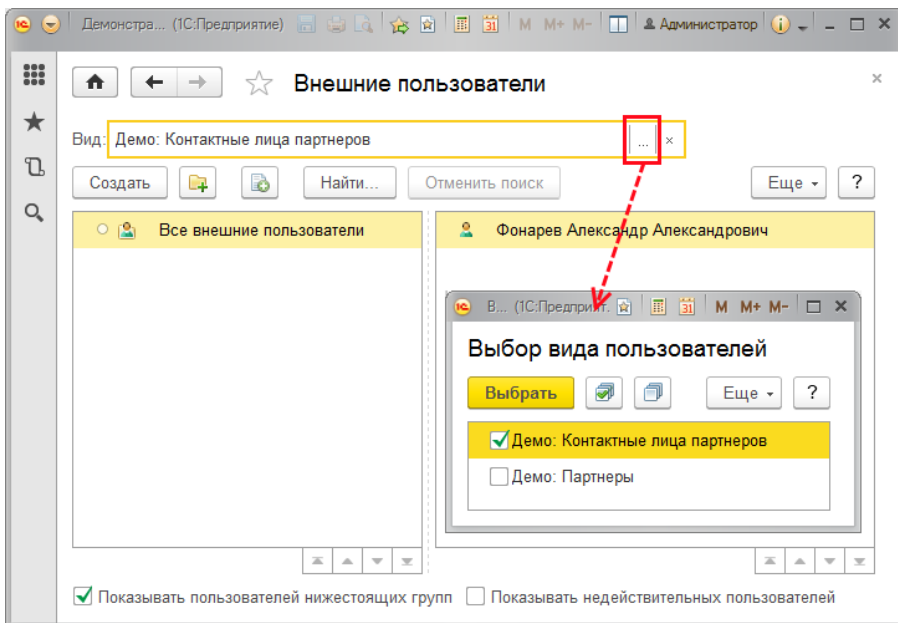 Демонстра... (1С:Предприятие) M M+ M- Администратор
Внешние пользователи
Вид: Демо: Контактные лица партнеров ... ×
Создать Найти... Отменить поиск Еще ?
Все внешние пользователи
Фонарев Александр Александрович
В... (1С:Предприят. M M+ M-
Выбор вида пользователей
Выбрать Еще ?
Демо: Контактные лица партнеров
Демо: Партнеры
Показывать пользователей нижестоящих групп Показывать недействительных пользователей